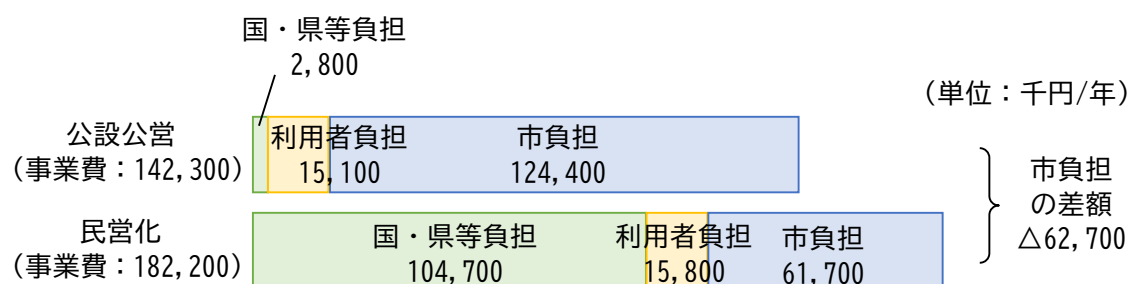 国・県等負担
2,800
（単位：千円/年）
公設公営
（事業費：142,300）
利用者負担
15,100
市負担
124,400
市負担
の差額
△62,700
民営化
（事業費：182,200）
国・県等負担
104,700
利用者負担
15,800
市負担
61,700